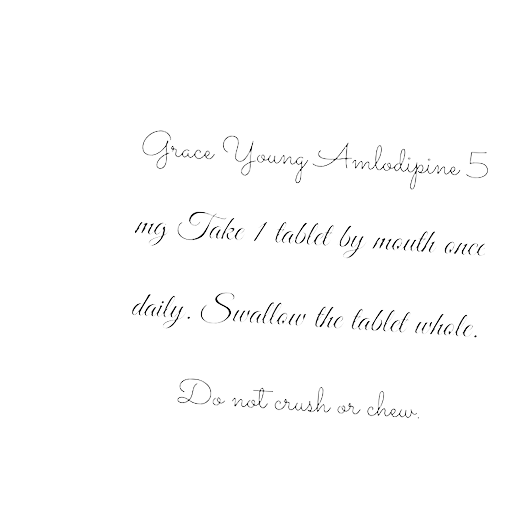 Grace Young Amlodipine 5
mg Take 1 tablet by mouth once
daily. Swallow the tablet whole.
Do not crush or chew.